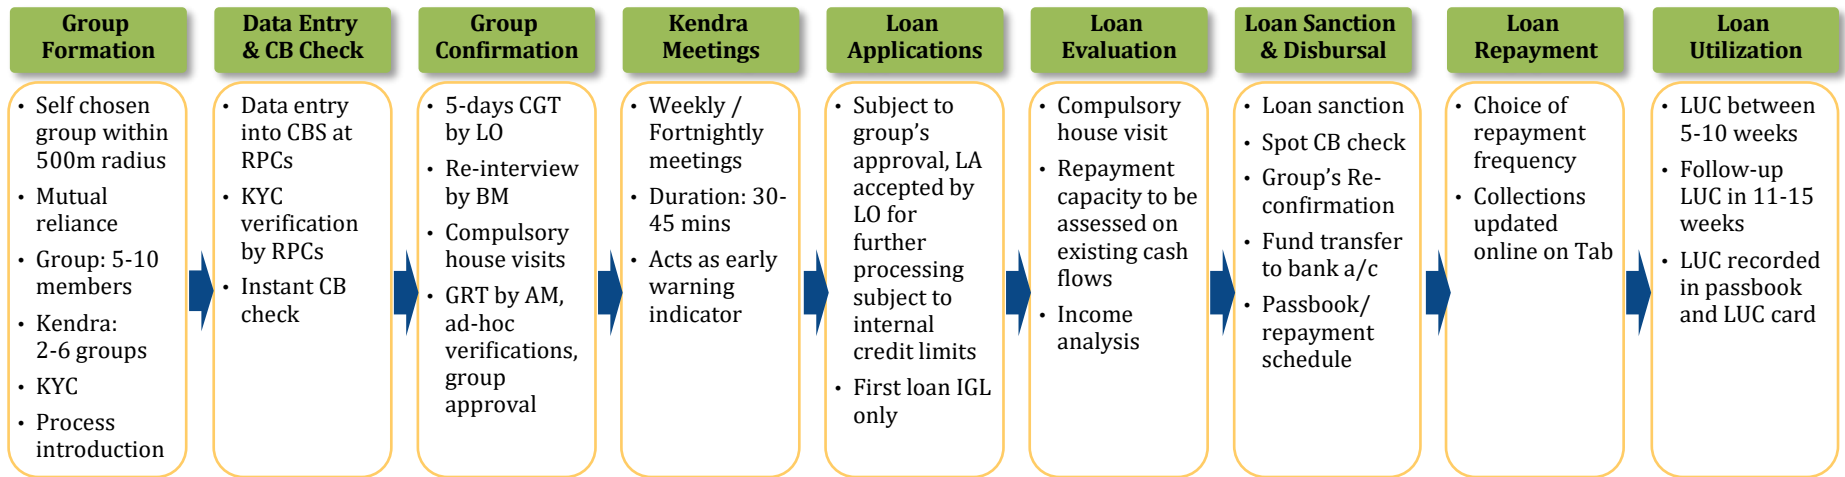 Group
Formation
• Self chosen
group within
500m radius
• Mutual
reliance
• Group: 5-10
members
• Kendra:
2-6 groups
• KYC
• Process
introduction
Data Entry
& CB Check
• Data entry
into CBS at
RPCs
• KYC
verification
by RPCs
• Instant CB
check
Group
Confirmation
• 5-days CGT
by LO
• Re-interview
by BM
• Compulsory
house visits
• GRT by AM,
ad-hoc
verifications,
group
approval
Kendra
Meetings
• Weekly /
Fortnightly
meetings
• Duration: 30-
45 mins
• Acts as early
warning
indicator
Loan
Applications
• Subject to
group’s
approval, LA
accepted by
LO for
further
processing
subject to
internal
credit limits
• First loan IGL
only
Loan
Evaluation
• Compulsory
house visit
• Repayment
capacity to be
assessed on
existing cash
flows
• Income
analysis
Loan Sanction
& Disbursal
• Loan sanction
• Spot CB check
• Group’s Re-
confirmation
• Fund transfer
to bank a/c
• Passbook/
repayment
schedule
Loan
Repayment
• Choice of
repayment
frequency
• Collections
updated
online on Tab
Loan
Utilization
• LUC between
5-10 weeks
• Follow-up
LUC in 11-15
weeks
• LUC recorded
in passbook
and LUC card